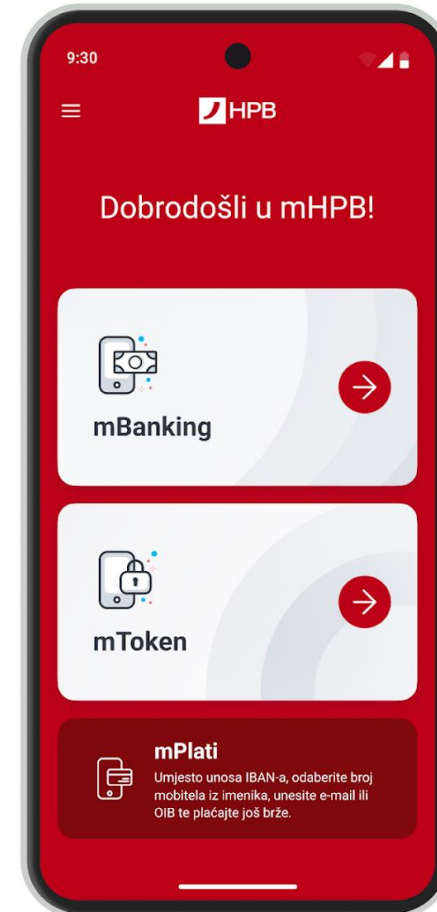 9:30
HPB
Dobrodošli u mHPB!
mBanking
mToken
mPlati
Umjesto unosa IBAN-a, odaberite broj
mobitela iz imenika, unesite e-mail ili
OIB te plaćajte još brže.